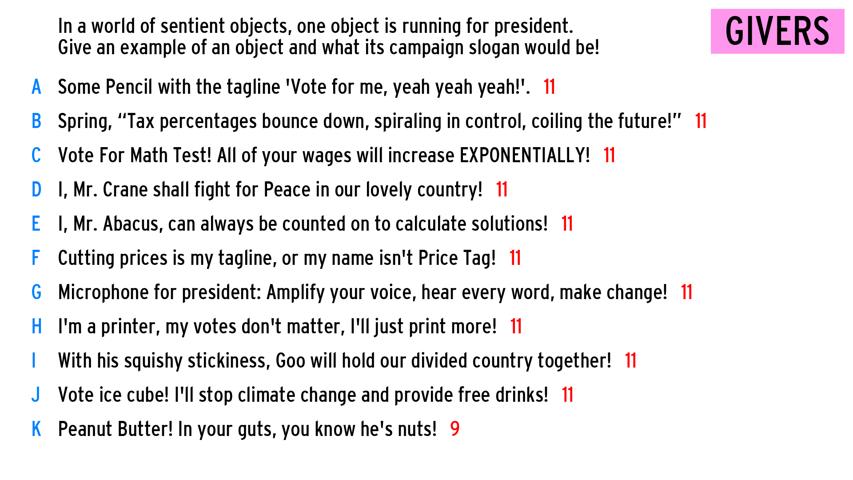 In a world of sentient objects, one object is running for president.
Give an example of an object and what its campaign slogan would be!
GIVERS
A Some Pencil with the tagline 'Vote for me, yeah yeah yeah!'. 11
B Spring, “Tax percentages bounce down, spiraling in control, coiling the future!” 11
C Vote For Math Test! All of your wages will increase EXPONENTIALLY! 11
D I, Mr. Crane shall fight for Peace in our lovely country! 11
E I, Mr. Abacus, can always be counted on to calculate solutions! 11
F Cutting prices is my tagline, or my name isn't Price Tag! 11
G Microphone for president: Amplify your voice, hear every word, make change! 11
H I'm a printer, my votes don't matter, I'll just print more! 11
I With his squishy stickiness, Goo will hold our divided country together! 11
J Vote ice cube! I'll stop climate change and provide free drinks! 11
K Peanut Butter! In your guts, you know he's nuts! 9